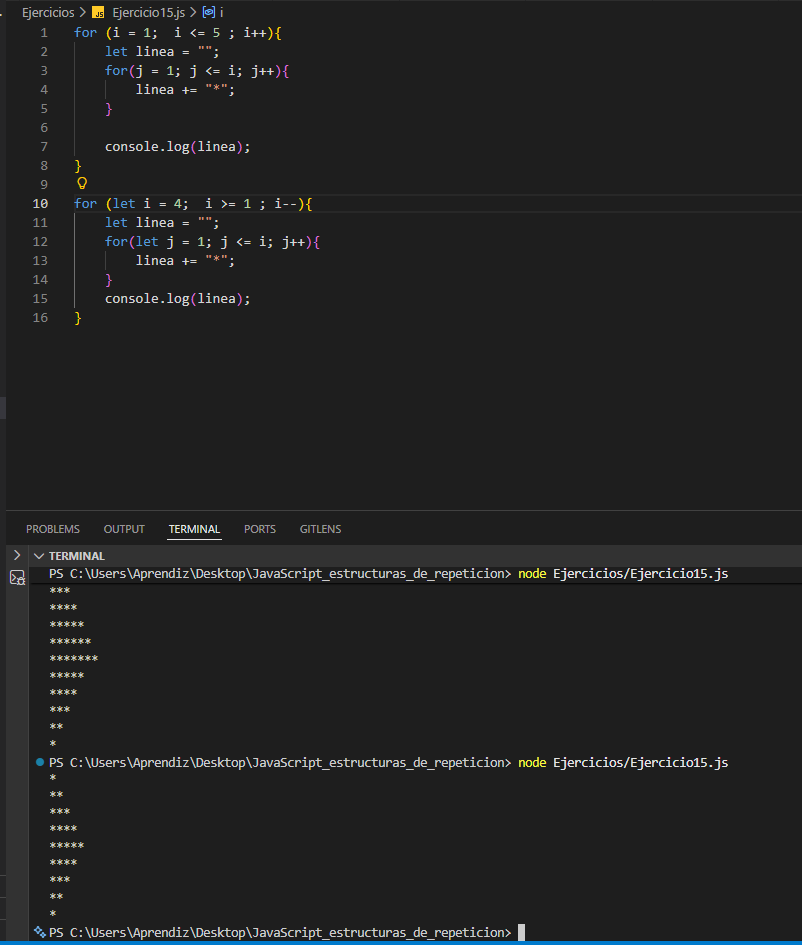 Ejercicios > JS Ejercicio15.js > i
1 for (i = 1;  i <= 5 ; i++){
2     let linea = "";
3     for(j = 1; j <= i; j++){
4         linea += "*";
5     }
6
7     console.log(linea);
8 }
9
10 for (let i = 4;  i >= 1 ; i--){
11     let linea = "";
12     for(let j = 1; j <= i; j++){
13         linea += "*";
14     }
15     console.log(linea);
16 }
PROBLEMS OUTPUT TERMINAL PORTS GITLENS
TERMINAL
PS C:\Users\Aprendiz\Desktop\JavaScript_estructuras_de_repeticion> node Ejercicios/Ejercicio15.js
***
****
*****
******
*******
*****
****
***
**
*
PS C:\Users\Aprendiz\Desktop\JavaScript_estructuras_de_repeticion> node Ejercicios/Ejercicio15.js
*
**
***
****
*****
****
***
**
*
PS C:\Users\Aprendiz\Desktop\JavaScript_estructuras_de_repeticion>